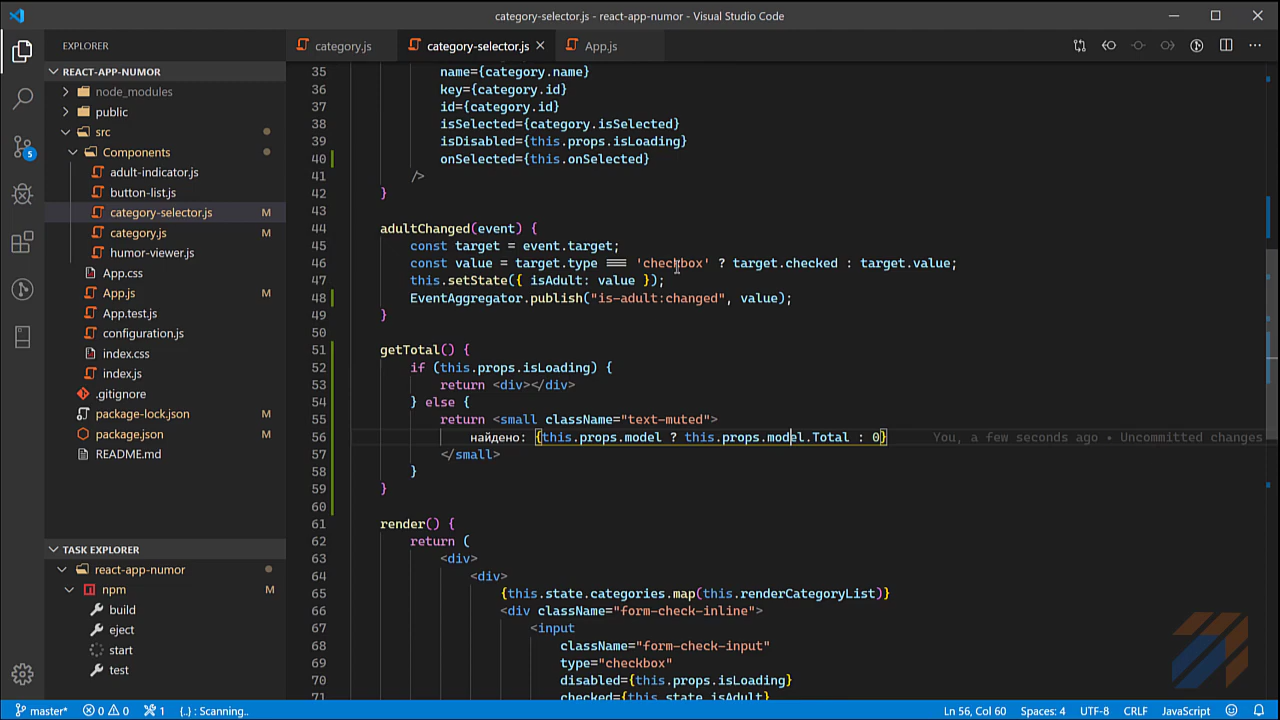 category-selector.js - react-app-numor - Visual Studio Code
EXPLORER
category.js
category-selector.js
App.js
REACT-APP-NUMOR
node_modules
public
src
Components
adult-indicator.js
button-list.js
category-selector.js M
category.js M
humor-viewer.js
App.css
App.js M
App.test.js
configuration.js
index.css
index.js
.gitignore
package-lock.json M
package.json M
README.md
TASK EXPLORER
react-app-numor
npm
build
eject
start
test
5
35 name={category.name}
36 key={category.id}
37 id={category.id}
38 isSelected={category.isSelected}
39 isDisabled={this.props.isLoading}
40 onSelected={this.onSelected}
41 />
42 }
43
44 adultChanged(event) {
45 const target = event.target;
46 const value = target.type === 'checkbox' ? target.checked : target.value;
47 this.setState({ isAdult: value });
48 EventAggregator.publish("is-adult:changed", value);
49 }
50
51 getTotal() {
52 if (this.props.isLoading) {
53 return <div></div>
54 } else {
55 return <small className="text-muted">
56 найдено: {this.props.model ? this.props.model.Total : 0} You, a few seconds ago • Uncommitted changes
57 </small>
58 }
59 }
60
61 render() {
62 return (
63 <div>
64 <div>
65 {this.state.categories.map(this.renderCategoryList)}
66 <div className="form-check-inline">
67 <input
68 className="form-check-input"
69 type="checkbox"
70 disabled={this.props.isLoading}
71 checked={this.state.isAdult}
master* 0 0 1 {..} : Scanning.. Ln 56, Col 60 Spaces: 4 UTF-8 CRLF JavaScript